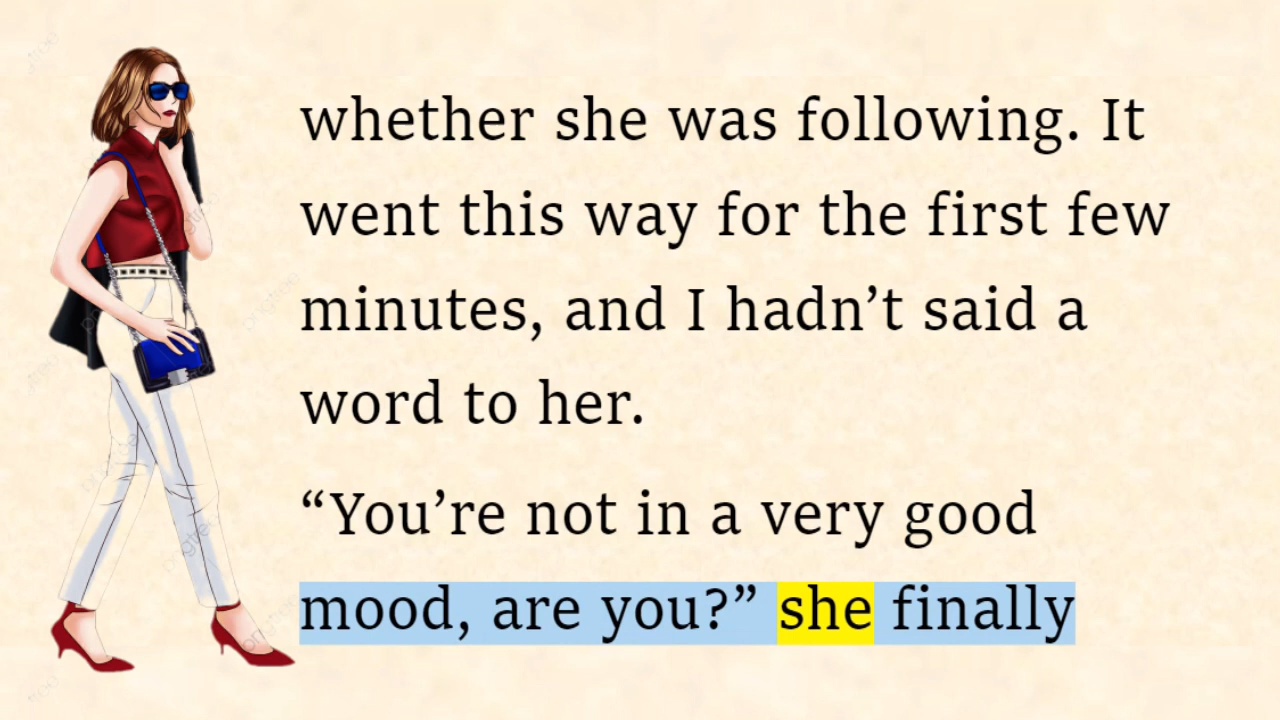 whether she was following. It
went this way for the first few
minutes, and I hadn’t said a
word to her.
“You’re not in a very good
mood, are you?” she finally